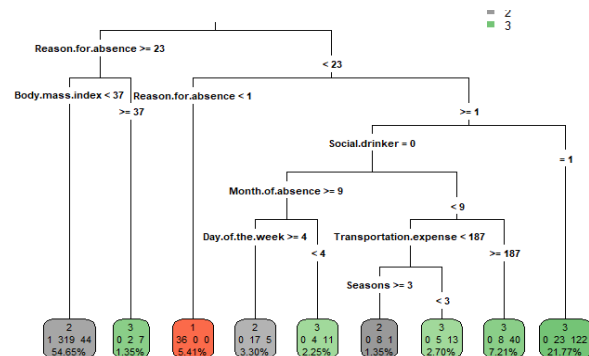 2
3
Reason.for.absence >= 23
< 23
Body.mass.index < 37
Reason.for.absence < 1
>= 37
>= 1
Social.drinker = 0
= 1
Month.of.absence >= 9
< 9
Day.of.the.week >= 4
Transportation.expense < 187
< 4
>= 187
Seasons >= 3
< 3
2 3 1 2 3 2 3 3 3
1 319 44 0 2 7 36 0 0 0 17 5 0 4 11 0 8 1 0 5 13 0 8 40 0 23 122
54.65% 1.35% 5.41% 3.30% 2.25% 1.35% 2.70% 7.21% 21.77%